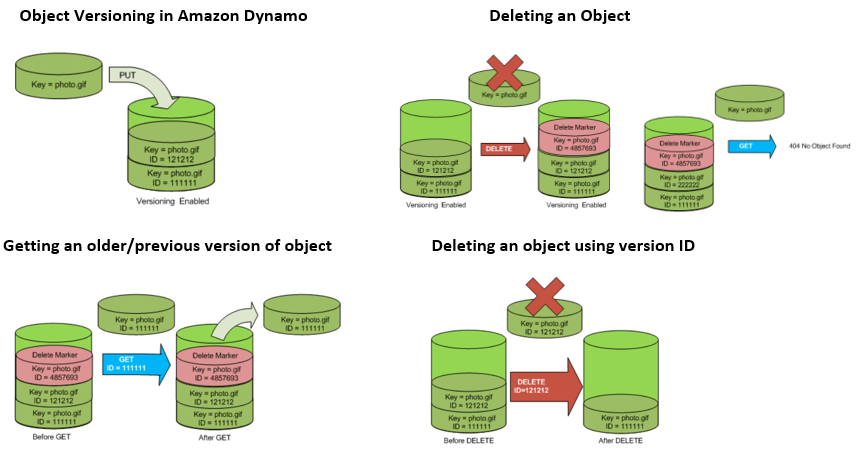 Object Versioning in Amazon Dynamo
Key = photo.gif
PUT
Key = photo.gif
ID = 121212
Key = photo.gif
ID = 111111
Versioning Enabled
Deleting an Object
Key = photo.gif
Key = photo.gif
ID = 121212
Key = photo.gif
ID = 111111
Versioning Enabled
DELETE
Delete Marker
Key = photo.gif
ID = 4857693
Key = photo.gif
ID = 121212
Key = photo.gif
ID = 111111
Versioning Enabled
Key = photo.gif
Delete Marker
Key = photo.gif
ID = 4857693
Key = photo.gif
ID = 222222
Key = photo.gif
ID = 111111
GET
404 No Object Found
Getting an older/previous version of object
Key = photo.gif
ID = 111111
Delete Marker
Key = photo.gif
ID = 4857693
Key = photo.gif
ID = 121212
Key = photo.gif
ID = 111111
Before GET
GET
ID = 111111
Key = photo.gif
ID = 111111
Delete Marker
Key = photo.gif
ID = 4857693
Key = photo.gif
ID = 121212
Key = photo.gif
ID = 111111
After GET
Deleting an object using version ID
Key = photo.gif
ID = 121212
Key = photo.gif
ID = 121212
Key = photo.gif
ID = 111111
Before DELETE
DELETE
ID=121212
Key = photo.gif
ID = 111111
After DELETE